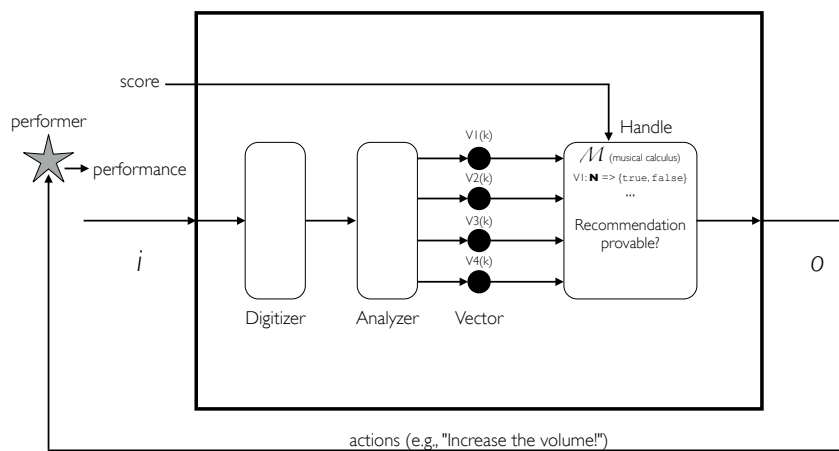 score
performer
performance
i
Digitizer
Analyzer
V1(k)
V2(k)
V3(k)
V4(k)
Vector
Handle
M (musical calculus)
V1: N => {true, false}
...
Recommendation
provable?
o
actions (e.g., "Increase the volume!")